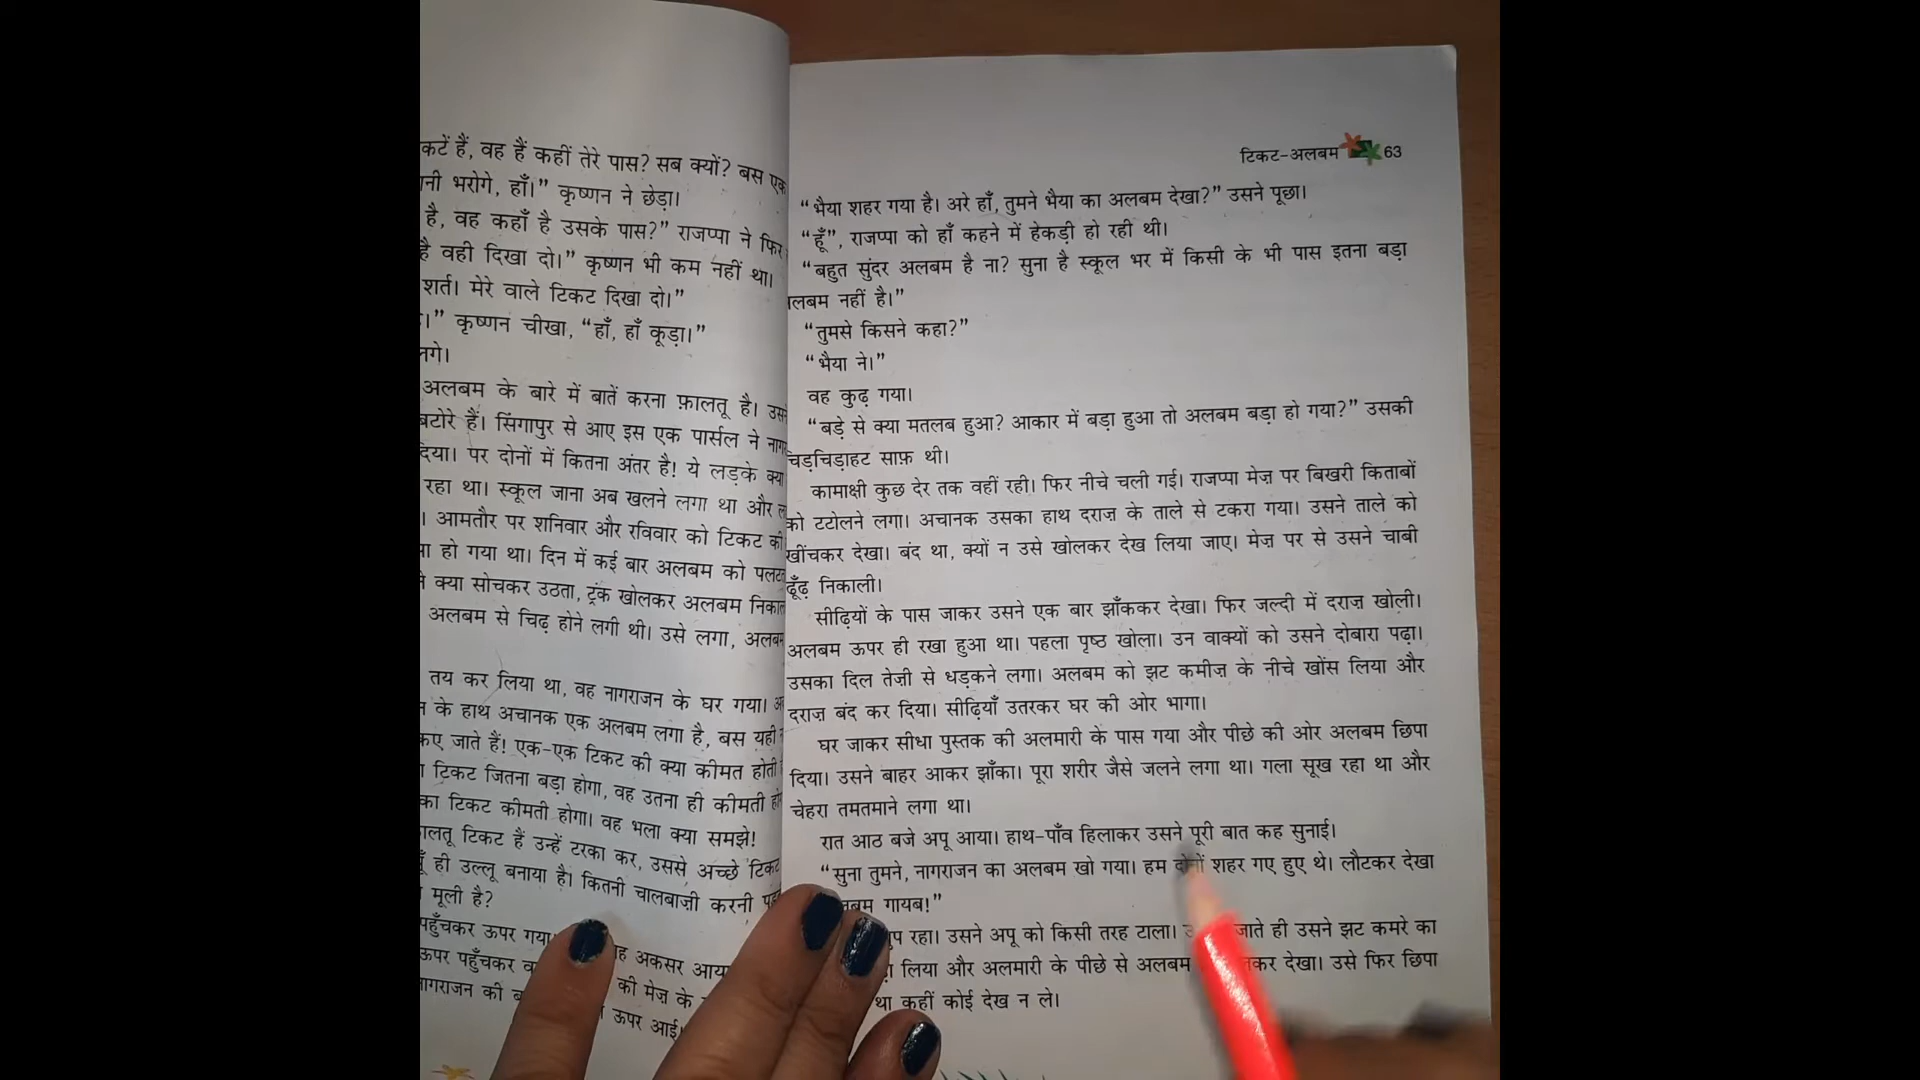 हैं, वह हैं कहीं तेरे पास? सब क्यों? बस एक
भरोगे, हाँ।” कृष्णन ने छेड़ा।
है, वह कहाँ है उसके पास?” राजप्पा ने फिर
है वही दिखा दो।” कृष्णन भी कम नहीं था।
शर्त। मेरे वाले टिकट दिखा दो।”
कृष्णन चीखा, “हाँ, हाँ कूड़ा।”
अलबम के बारे में बातें करना फ़ालतू है।
हैं। सिंगापुर से आए इस एक पार्सल ने
दिया। पर दोनों में कितना अंतर है! ये लड़के क्या
रहा था। स्कूल जाना अब खलने लगा था और
। आमतौर पर शनिवार और रविवार को टिकट की
हो गया था। दिन में कई बार अलबम को
क्या सोचकर उठता, ट्रंक खोलकर अलबम
अलबम से चिढ़ होने लगी थी। उसे लगा,
तय कर लिया था, वह नागराजन के घर गया।
के हाथ अचानक एक अलबम लगा है, बस यही
जाते हैं! एक-एक टिकट की क्या कीमत होती
टिकट जितना बड़ा होगा, वह उतना ही कीमती
का टिकट कीमती होगा। वह भला क्या समझे!
टिकट हैं उन्हें टरका कर, उससे अच्छे टिकट
ही उल्लू बनाया है। कितनी चालबाज़ी करनी
मूली है?
पहुँचकर ऊपर गया।
अकसर
ऊपर पहुँचकर
की मेज़ के
की
ऊपर आई।
टिकट-अलबम 63
“भैया शहर गया है। अरे हाँ, तुमने भैया का अलबम देखा?” उसने पूछा।
“हूँ”, राजप्पा को हाँ कहने में हेकड़ी हो रही थी।
“बहुत सुंदर अलबम है ना? सुना है स्कूल भर में किसी के भी पास इतना बड़ा
नहीं है।”
“तुमसे किसने कहा?”
“भैया ने।”
वह कुढ़ गया।
“बड़े से क्या मतलब हुआ? आकार में बड़ा हुआ तो अलबम बड़ा हो गया?” उसकी
चिड़चिड़ाहट साफ़ थी।
कामाक्षी कुछ देर तक वहीं रही। फिर नीचे चली गई। राजप्पा मेज़ पर बिखरी किताबों
को टटोलने लगा। अचानक उसका हाथ दराज़ के ताले से टकरा गया। उसने ताले को
खींचकर देखा। बंद था, क्यों न उसे खोलकर देख लिया जाए। मेज़ पर से उसने चाबी
ढूँढ़ निकाली।
सीढ़ियों के पास जाकर उसने एक बार झाँककर देखा। फिर जल्दी में दराज़ खोली।
अलबम ऊपर ही रखा हुआ था। पहला पृष्ठ खोला। उन वाक्यों को उसने दोबारा पढ़ा।
उसका दिल तेज़ी से धड़कने लगा। अलबम को झट कमीज़ के नीचे खोंस लिया और
दराज़ बंद कर दिया। सीढ़ियाँ उतरकर घर की ओर भागा।
घर जाकर सीधा पुस्तक की अलमारी के पास गया और पीछे की ओर अलबम छिपा
दिया। उसने बाहर आकर झाँका। पूरा शरीर जैसे जलने लगा था। गला सूख रहा था और
चेहरा तमतमाने लगा था।
रात आठ बजे अपू आया। हाथ-पाँव हिलाकर उसने पूरी बात कह सुनाई।
“सुना तुमने, नागराजन का अलबम खो गया। हम दोनों शहर गए हुए थे। लौटकर देखा
गायब!”
रहा। उसने अपू को किसी तरह टाला। जाते ही उसने झट कमरे का
लिया और अलमारी के पीछे से अलबम देखा। उसे फिर छिपा
था कहीं कोई देख न ले।